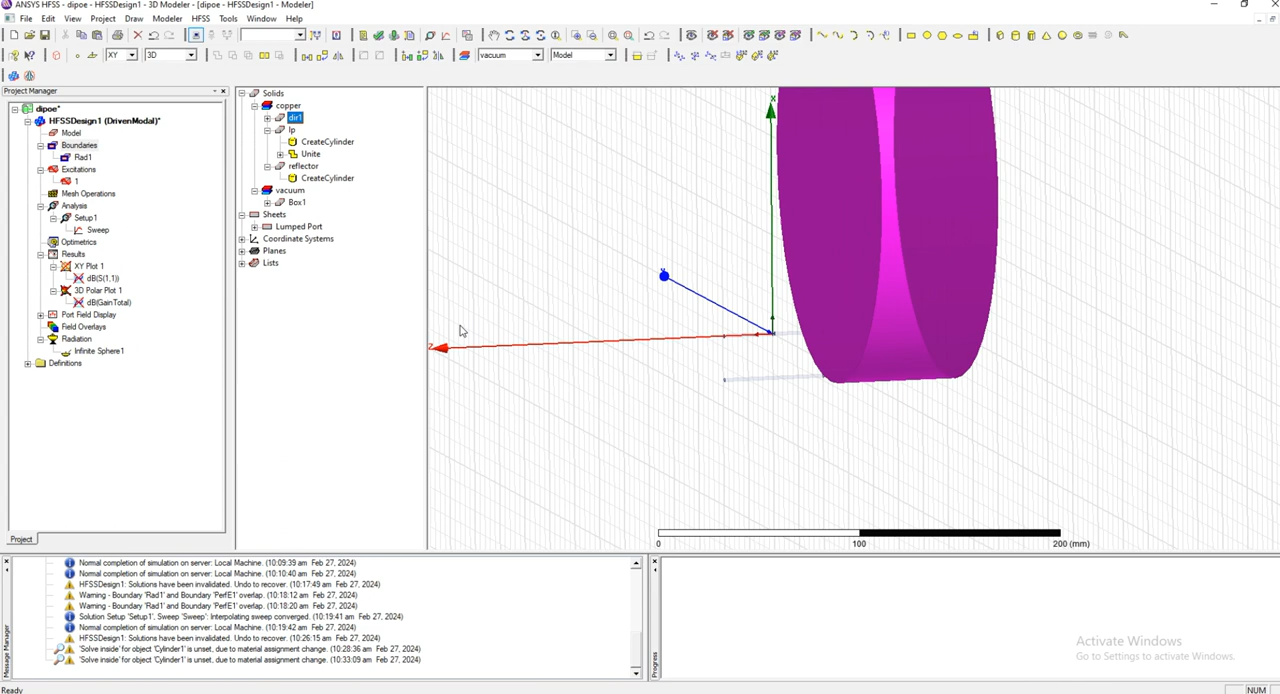 ANSYS HFSS - dipoe - HFSSDesign1 - 3D Modeler - [dipoe - HFSSDesign1 - Modeler]
File Edit View Project Draw Modeler HFSS Tools Window Help
XY 3D vacuum Model
Project Manager
dipoe*
HFSSDesign1 (DrivenModal)*
Model
Boundaries
Rad1
Excitations
1
Mesh Operations
Analysis
Setup1
Sweep
Optimetrics
Results
XY Plot 1
dB(S(1,1))
3D Polar Plot 1
dB(GainTotal)
Port Field Display
Field Overlays
Radiation
Infinite Sphere1
Definitions
Project
Solids
copper
dir1
lp
CreateCylinder
Unite
reflector
CreateCylinder
vacuum
Box1
Sheets
Lumped Port
Coordinate Systems
Planes
Lists
X
Z
0 100 200 (mm)
Message Manager
Normal completion of simulation on server: Local Machine. (10:09:39 am Feb 27, 2024)
Normal completion of simulation on server: Local Machine. (10:10:40 am Feb 27, 2024)
HFSSDesign1: Solutions have been invalidated. Undo to recover. (10:17:49 am Feb 27, 2024)
Warning - Boundary 'Rad1' and Boundary 'PerfE1' overlap. (10:18:12 am Feb 27, 2024)
Warning - Boundary 'Rad1' and Boundary 'PerfE1' overlap. (10:18:20 am Feb 27, 2024)
Solution Setup 'Setup1', Sweep 'Sweep': Interpolating sweep converged. (10:19:41 am Feb 27, 2024)
Normal completion of simulation on server: Local Machine. (10:19:42 am Feb 27, 2024)
HFSSDesign1: Solutions have been invalidated. Undo to recover. (10:26:15 am Feb 27, 2024)
'Solve inside' for object 'Cylinder1' is unset, due to material assignment change. (10:28:36 am Feb 27, 2024)
'Solve inside' for object 'Cylinder1' is unset, due to material assignment change. (10:33:09 am Feb 27, 2024)
Progress
Activate Windows
Go to Settings to activate Windows.
Ready
NUM